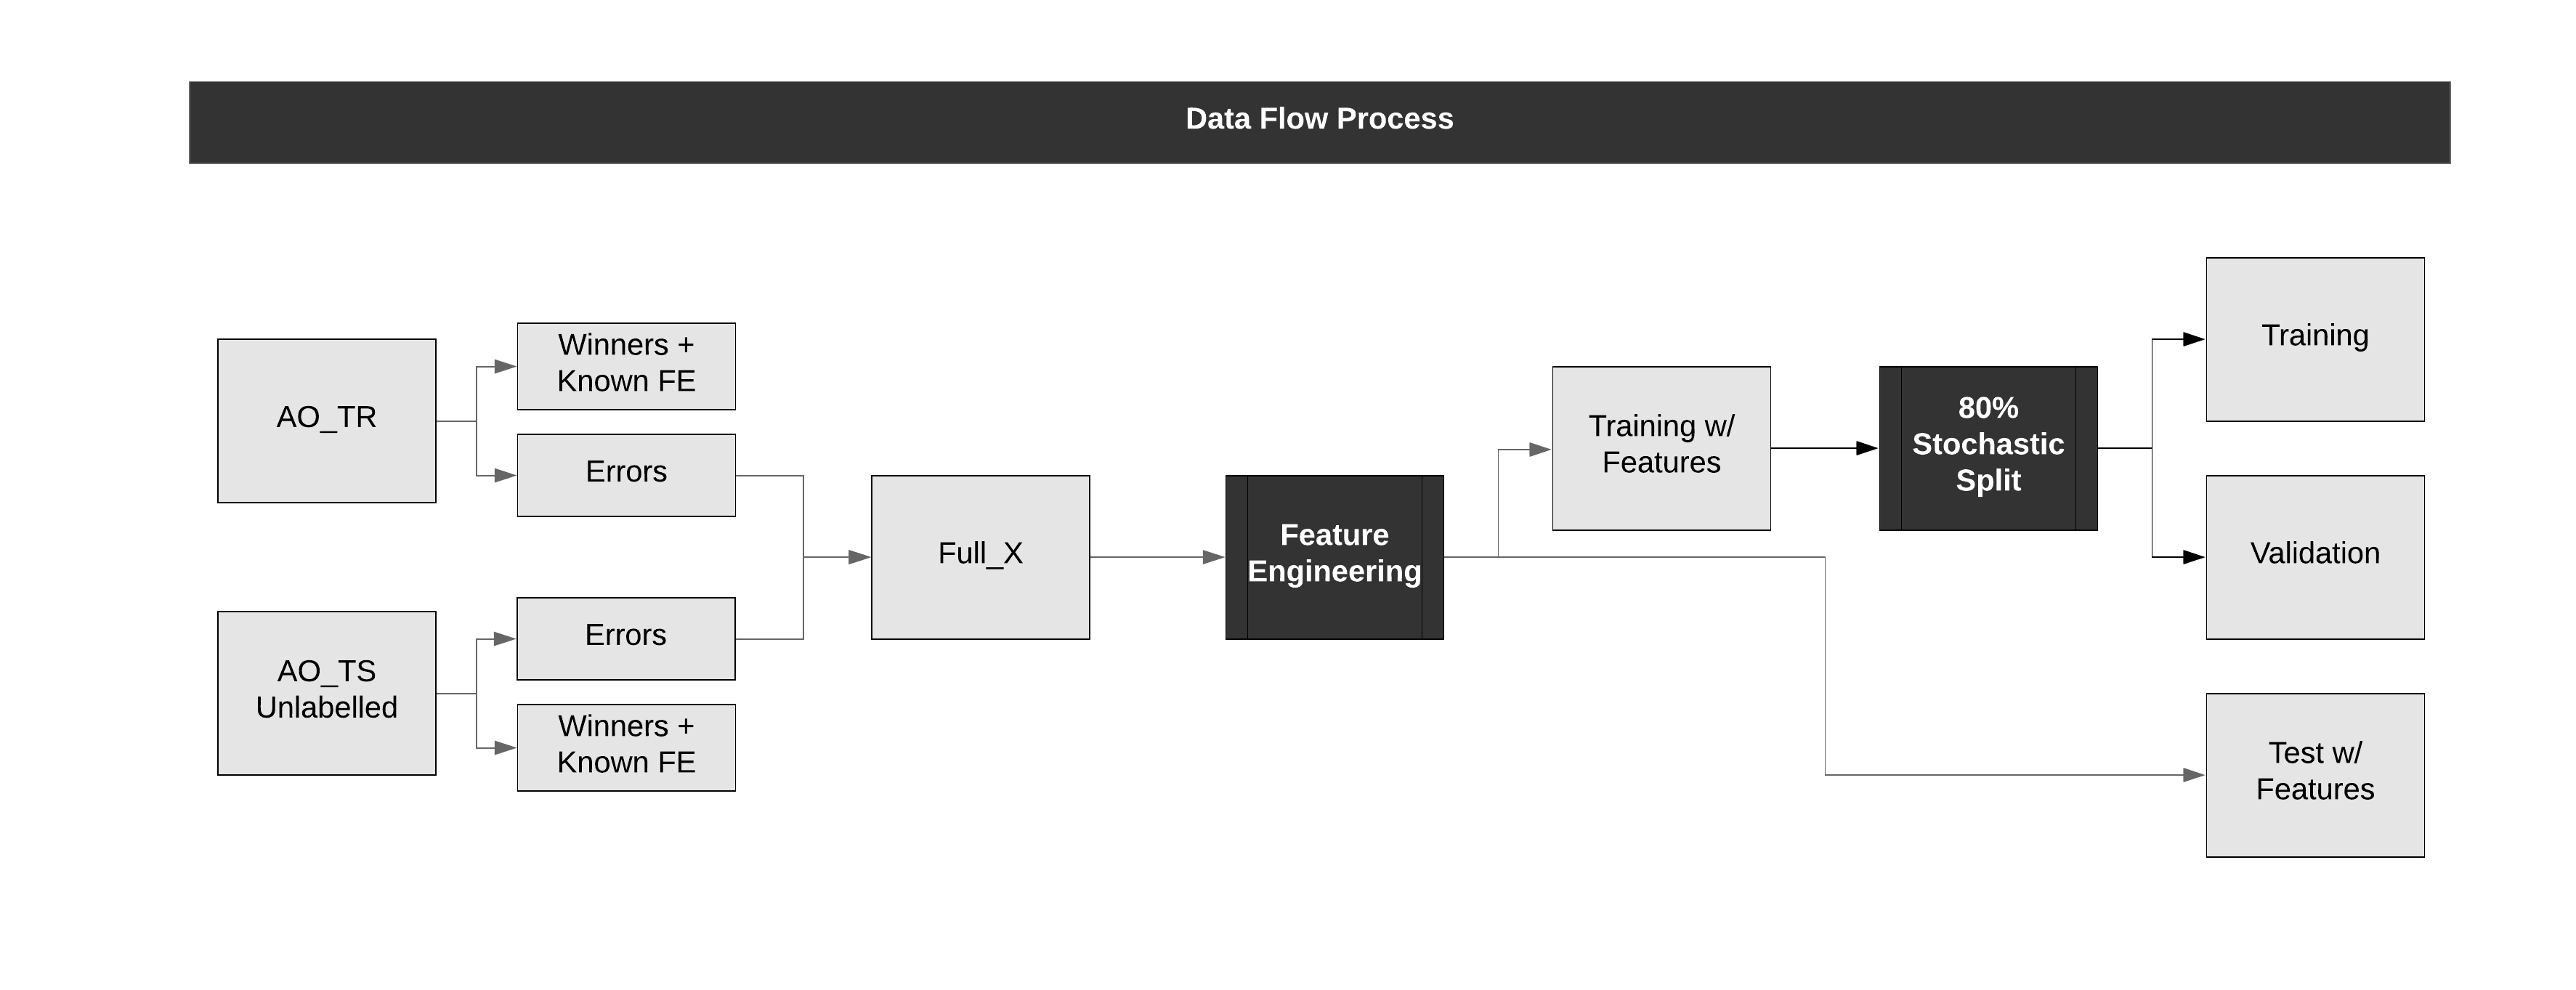 Data Flow Process
AO_TR
Winners +
Known FE
Errors
AO_TS
Unlabelled
Errors
Winners +
Known FE
Full_X
Feature
Engineering
Training w/
Features
80%
Stochastic
Split
Training
Validation
Test w/
Features